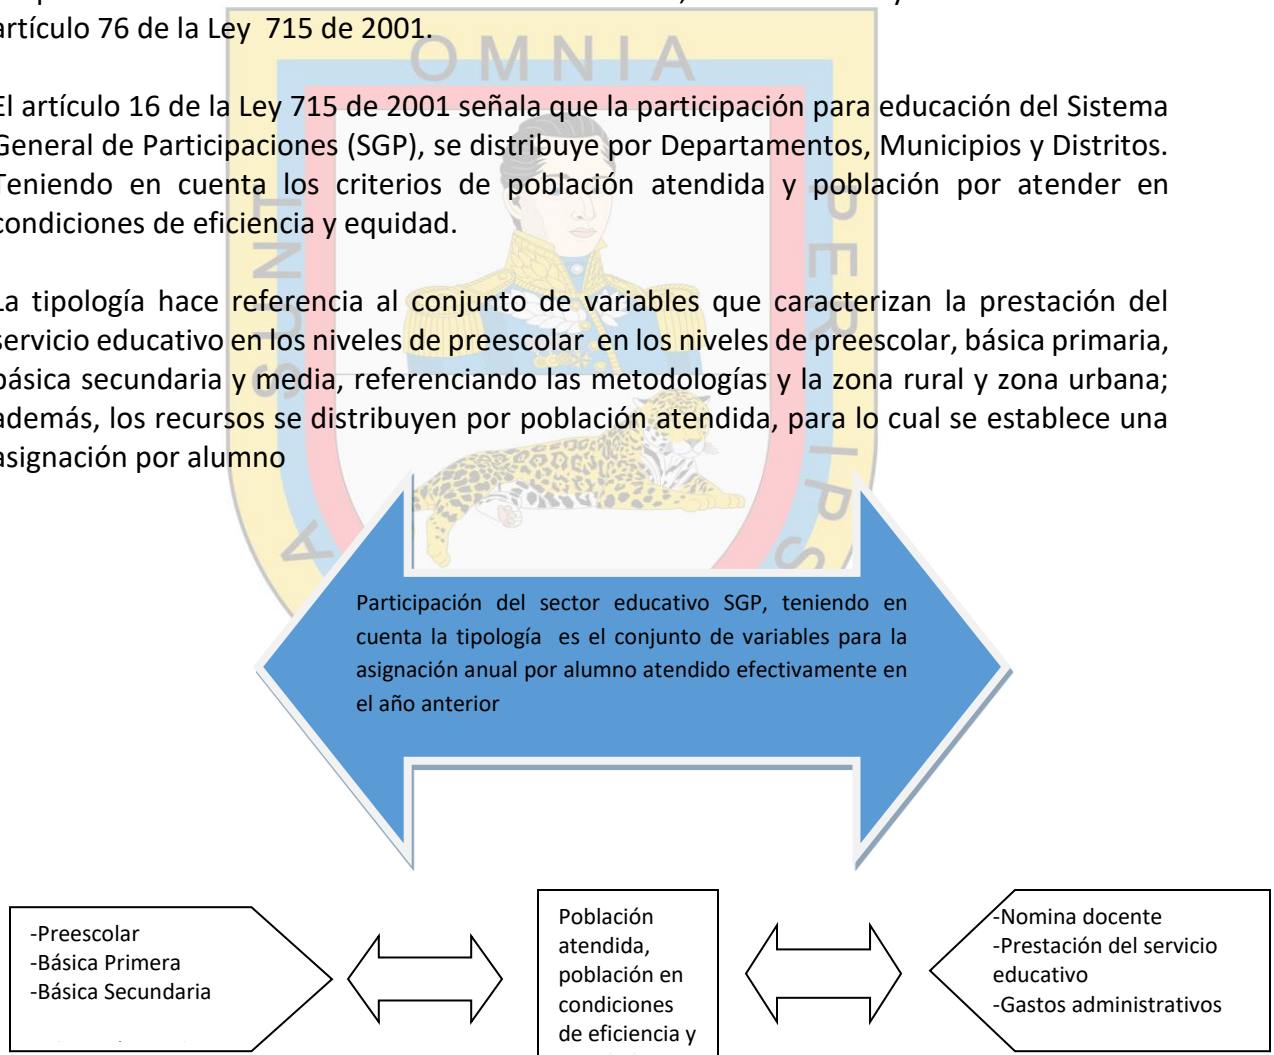 artículo 76 de la Ley 715 de 2001.
OMNIA
SUNT
PERIPSA
El artículo 16 de la Ley 715 de 2001 señala que la participación para educación del Sistema
General de Participaciones (SGP), se distribuye por Departamentos, Municipios y Distritos.
Teniendo en cuenta los criterios de población atendida y población por atender en
condiciones de eficiencia y equidad.
La tipología hace referencia al conjunto de variables que caracterizan la prestación del
servicio educativo en los niveles de preescolar en los niveles de preescolar, básica primaria,
básica secundaria y media, referenciando las metodologías y la zona rural y zona urbana;
además, los recursos se distribuyen por población atendida, para lo cual se establece una
asignación por alumno
Participación del sector educativo SGP, teniendo en
cuenta la tipología es el conjunto de variables para la
asignación anual por alumno atendido efectivamente en
el año anterior
-Preescolar
-Básica Primera
-Básica Secundaria
Población
atendida,
población en
condiciones
de eficiencia y
-Nomina docente
-Prestación del servicio
educativo
-Gastos administrativos